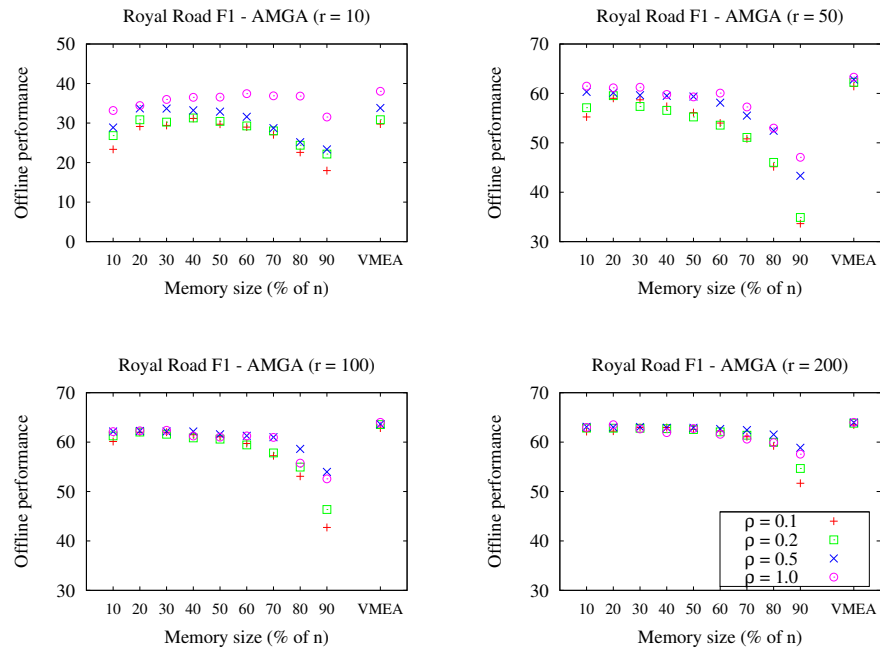 Royal Road F1 - AMGA (r = 10)
50
40
30
20
10
0
Offline performance
10 20 30 40 50 60 70 80 90 VMEA
Memory size (% of n)
Royal Road F1 - AMGA (r = 50)
70
60
50
40
30
Offline performance
10 20 30 40 50 60 70 80 90 VMEA
Memory size (% of n)
Royal Road F1 - AMGA (r = 100)
70
60
50
40
30
Offline performance
10 20 30 40 50 60 70 80 90 VMEA
Memory size (% of n)
Royal Road F1 - AMGA (r = 200)
70
60
50
40
30
Offline performance
ρ = 0.1
ρ = 0.2
ρ = 0.5
ρ = 1.0
10 20 30 40 50 60 70 80 90 VMEA
Memory size (% of n)